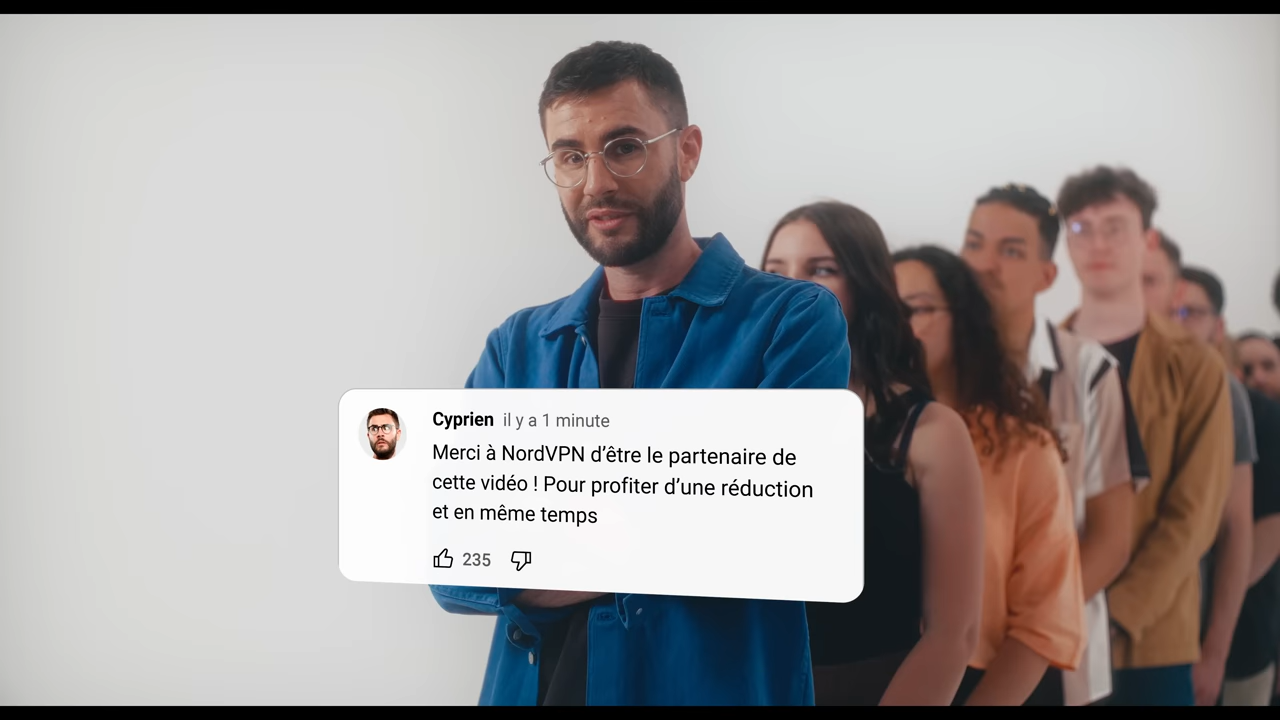 Cyprien il y a 1 minute
Merci à NordVPN d’être le partenaire de
cette vidéo ! Pour profiter d’une réduction
et en même temps
235